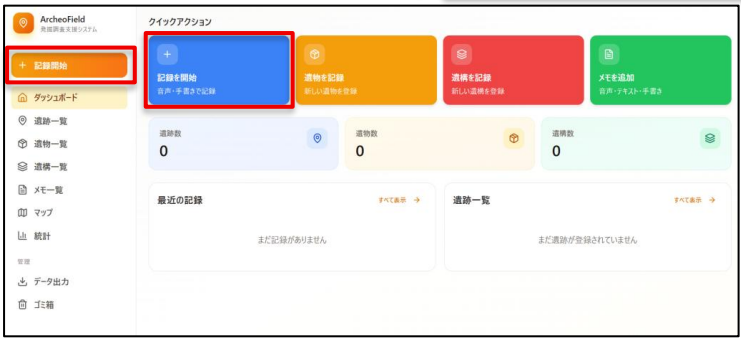 ArcheoField
発掘調査支援システム
+ 記録開始
ダッシュボード
遺跡一覧
遺物一覧
遺構一覧
メモ一覧
マップ
統計
管理
データ出力
ゴミ箱
クイックアクション
記録を開始
音声・手書きで記録
遺物を記録
新しい遺物を登録
遺構を記録
新しい遺構を登録
メモを追加
音声・テキスト・手書き
遺跡数
0
遺物数
0
遺構数
0
最近の記録
すべて表示 →
まだ記録がありません
遺跡一覧
すべて表示 →
まだ遺跡が登録されていません